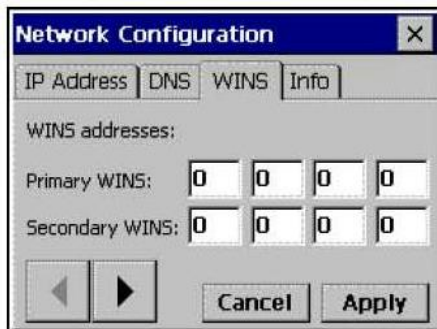 Network Configuration
IP Address DNS WINS Info
WINS addresses:
Primary WINS: 0 0 0 0
Secondary WINS: 0 0 0 0
Cancel Apply